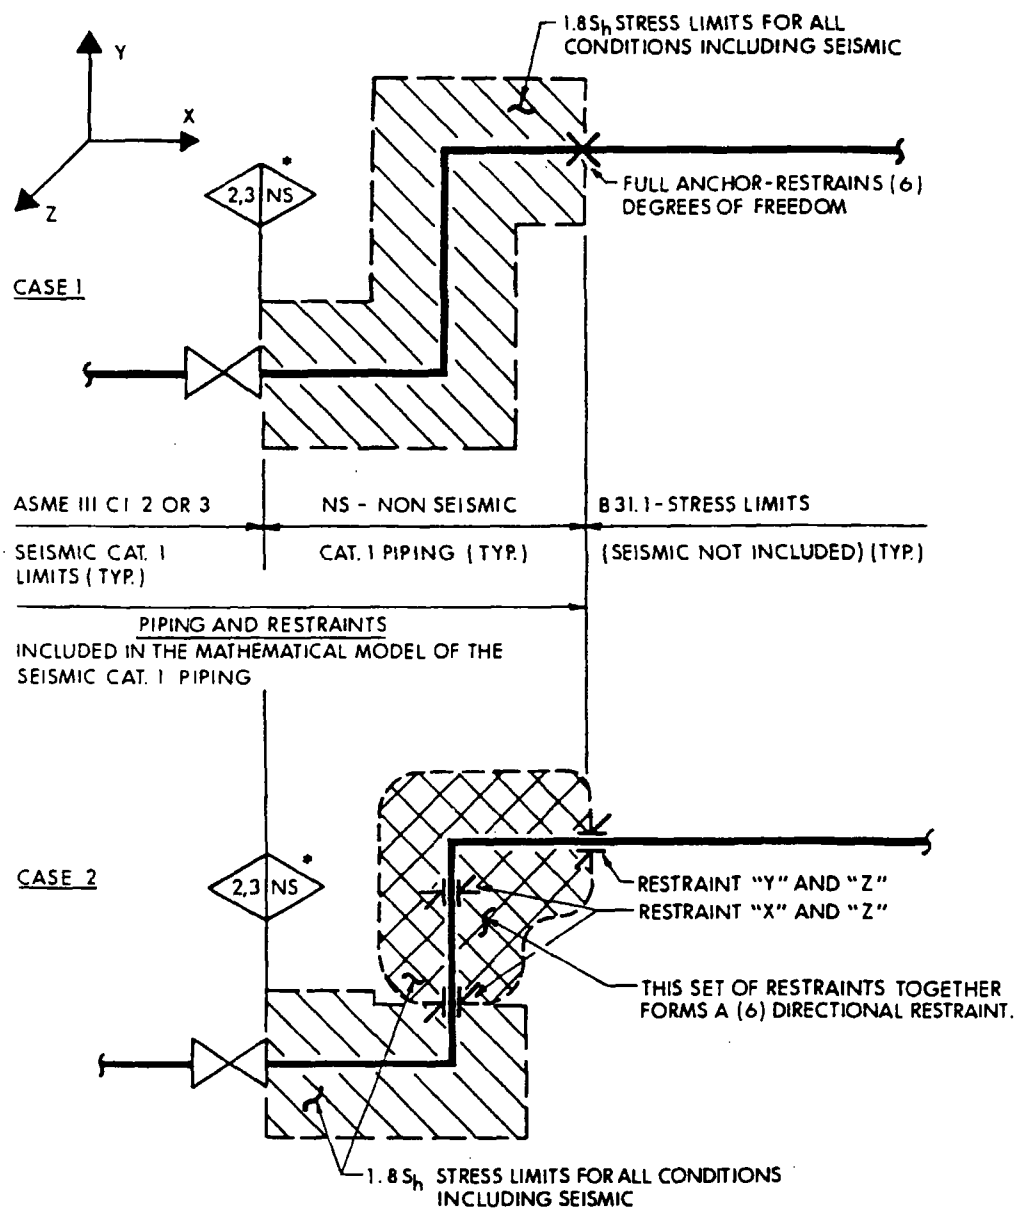 1.8Sh STRESS LIMITS FOR ALL
CONDITIONS INCLUDING SEISMIC
Y
X
Z
*
2,3 NS
FULL ANCHOR-RESTRAINS (6)
DEGREES OF FREEDOM
CASE 1
ASME III C1 2 OR 3
NS - NON SEISMIC
B31.1-STRESS LIMITS
SEISMIC CAT. 1
LIMITS (TYP.)
CAT. 1 PIPING (TYP.)
(SEISMIC NOT INCLUDED) (TYP.)
PIPING AND RESTRAINTS
INCLUDED IN THE MATHEMATICAL MODEL OF THE
SEISMIC CAT. 1 PIPING
CASE 2
*
2,3 NS
RESTRAINT "Y" AND "Z"
RESTRAINT "X" AND "Z"
THIS SET OF RESTRAINTS TOGETHER
FORMS A (6) DIRECTIONAL RESTRAINT.
1.8Sh STRESS LIMITS FOR ALL CONDITIONS
INCLUDING SEISMIC